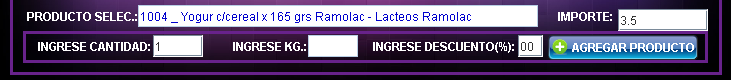 PRODUCTO SELEC.: 1004 _ Yogur c/cereal x 165 grs Ramolac - Lacteos Ramolac IMPORTE: 3.5
INGRESE CANTIDAD: 1 INGRESE KG.: INGRESE DESCUENTO(%): 00 AGREGAR PRODUCTO